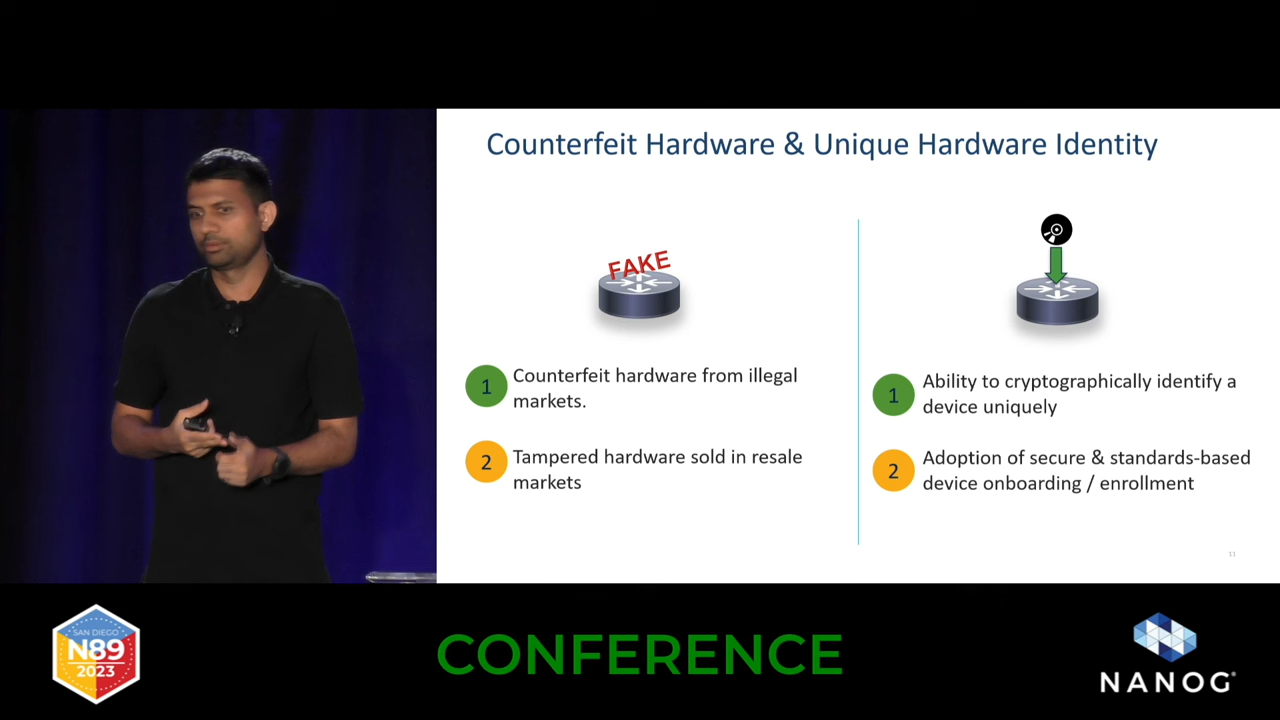 Counterfeit Hardware & Unique Hardware Identity
FAKE
1
Counterfeit hardware from illegal
markets.
2
Tampered hardware sold in resale
markets
1
Ability to cryptographically identify a
device uniquely
2
Adoption of secure & standards-based
device onboarding / enrollment
11
SAN DIEGO
N89
2023
CONFERENCE
NANOG®